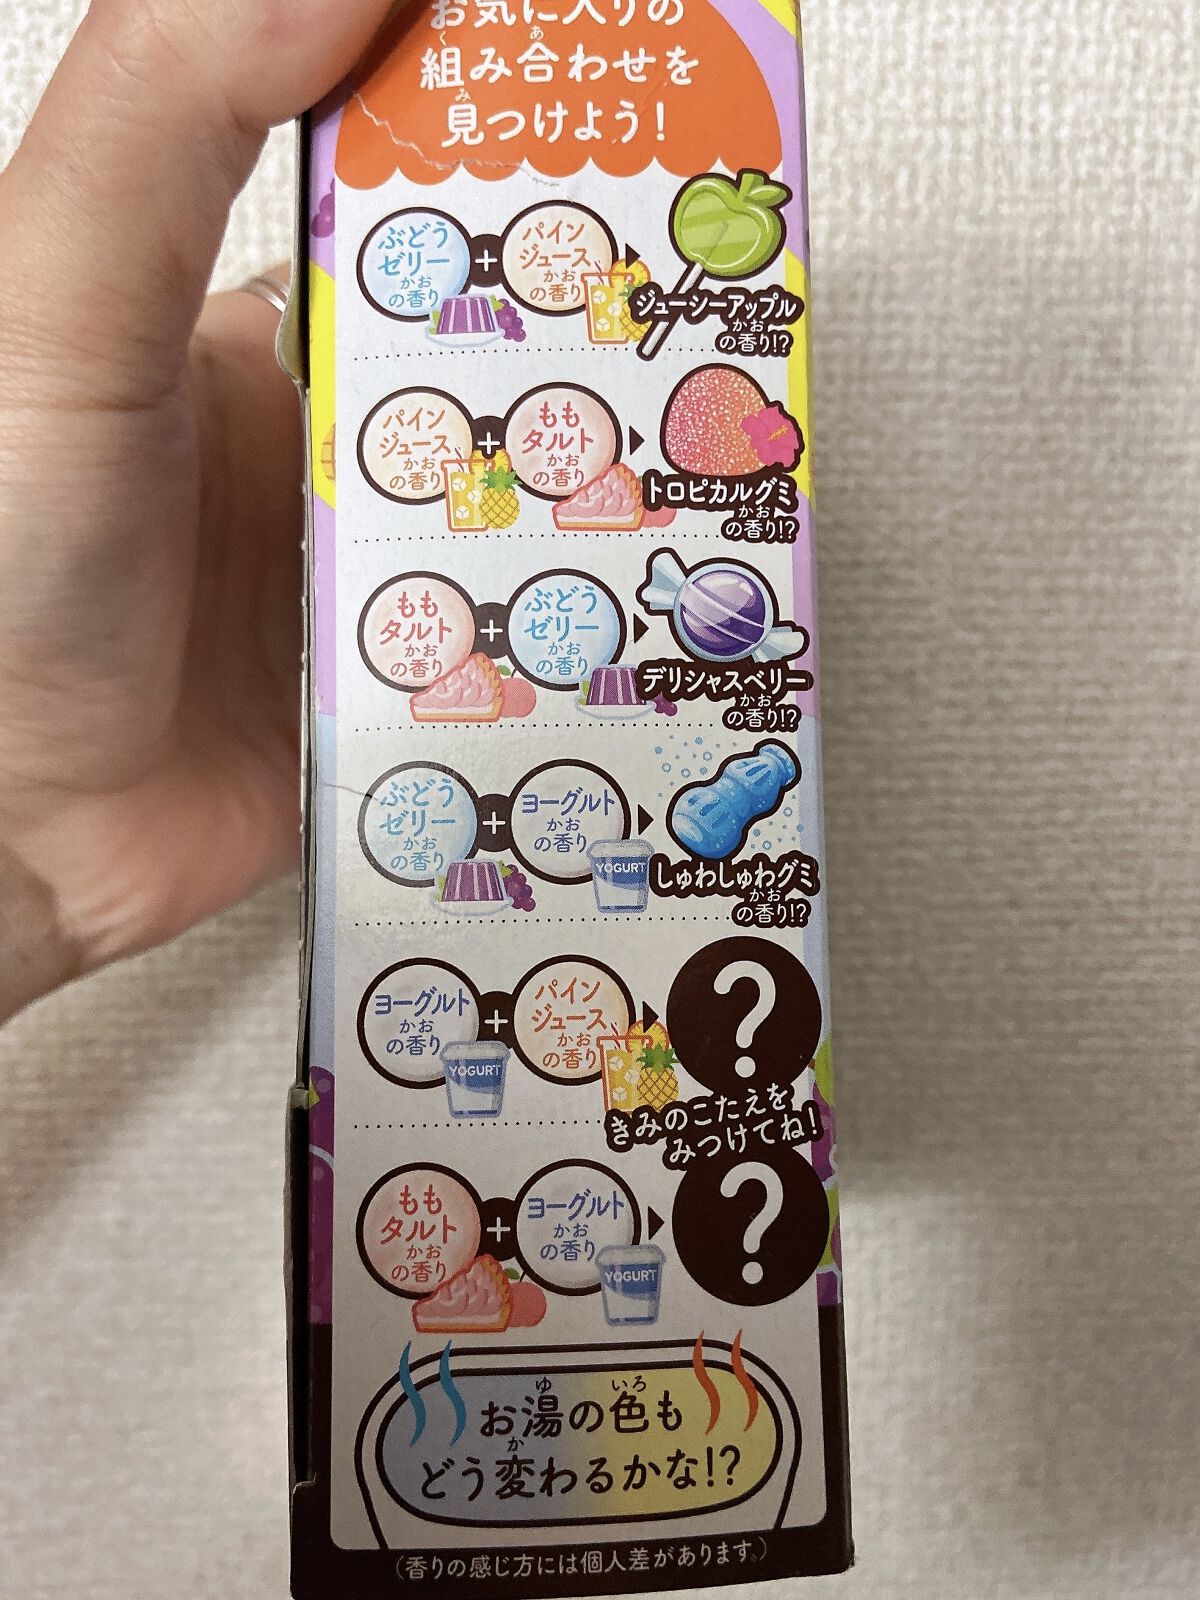 お気に入りの
組み合わせを
見つけよう!
ぶどう
ゼリー
の香り
+
パイン
ジュース
の香り
ジューシーアップル
の香り!?
パイン
ジュース
の香り
+
もも
タルト
の香り
トロピカルグミ
の香り!?
もも
タルト
の香り
+
ぶどう
ゼリー
の香り
デリシャスベリー
の香り!?
ぶどう
ゼリー
の香り
+
ヨーグルト
の香り
YOGURT
しゅわしゅわグミ
の香り!?
ヨーグルト
の香り
YOGURT
+
パイン
ジュース
の香り
?
きみのこたえを
みつけてね!
もも
タルト
の香り
+
ヨーグルト
の香り
YOGURT
?
お湯の色も
どう変わるかな!?
(香りの感じ方には個人差があります。)